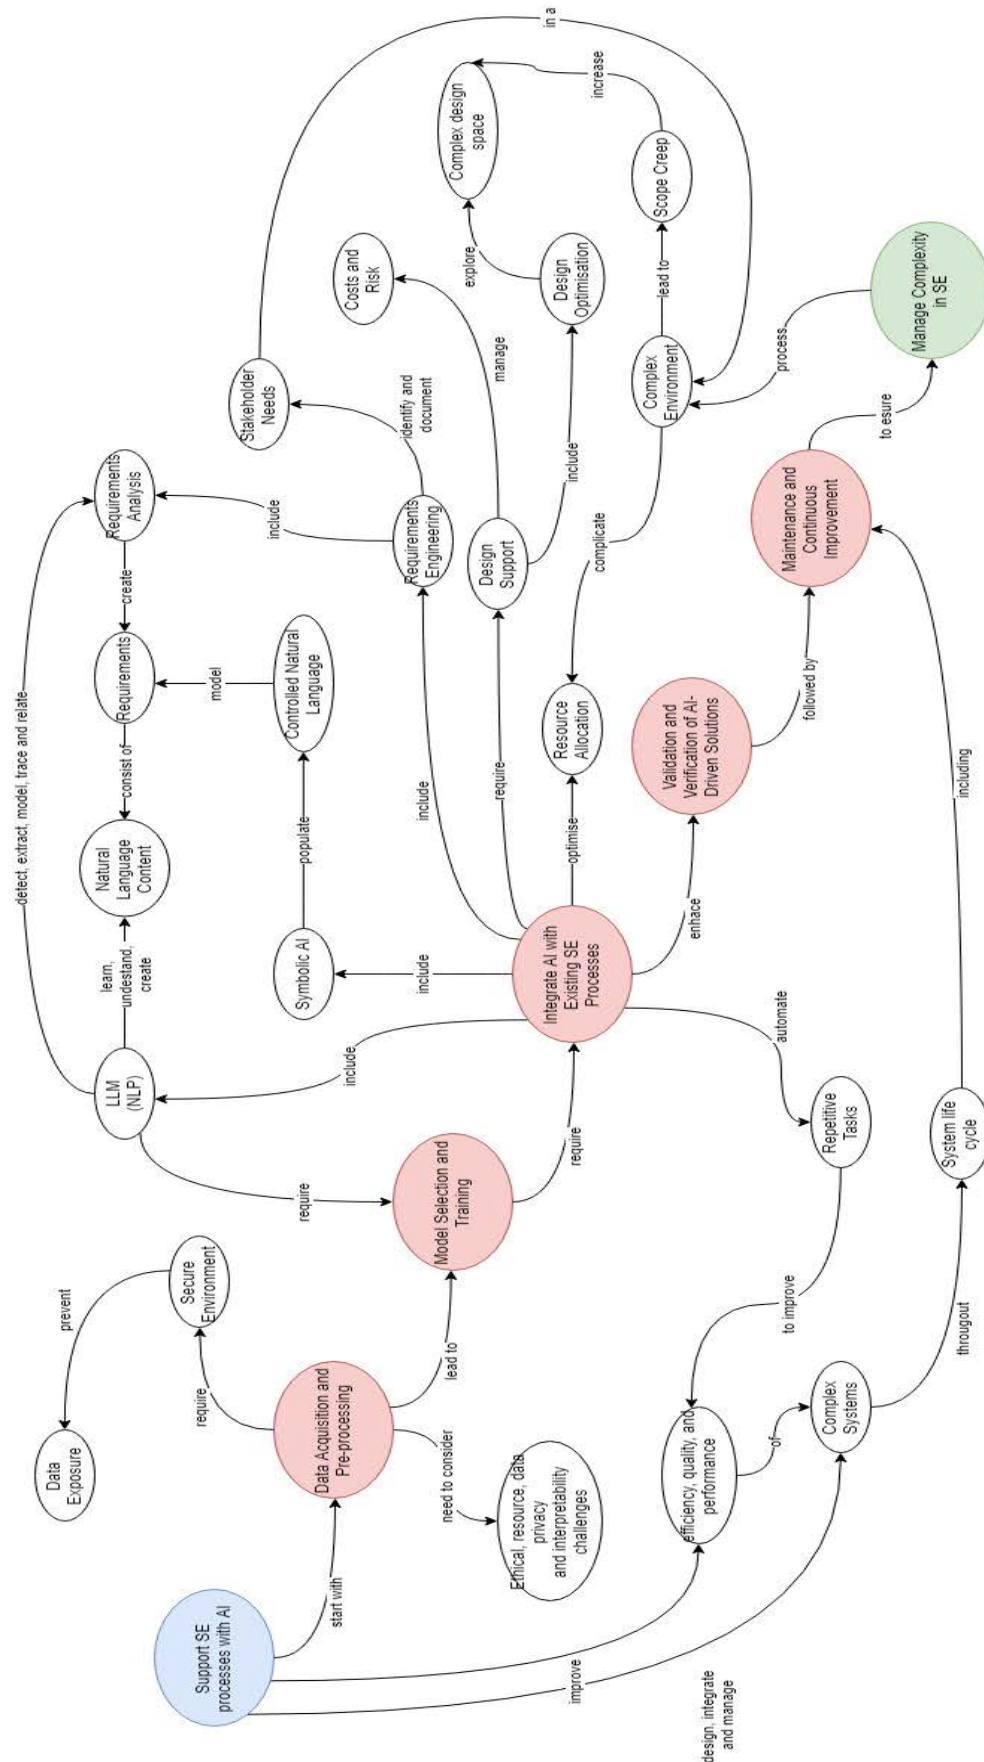 Support SE
processes with AI
start with
improve
design, integrate
and manage
Data
Exposure
prevent
Secure
Environment
require
Data Acquisition and
Pre-processing
need to consider
Ethical, resource, data
privacy
and interpretability
challenges
lead to
efficiency, quality, and
performance
of
Complex
Systems
througout
to improve
Model Selection and
Training
require
require
LLM
(NLP)
detect, extract, model, trace and relate
learn,
undestand,
create
include
Repetitive
Tasks
automate
System life
cycle
including
Natural
Language
Content
consist of
Symbolic AI
include
populate
Integrate AI with
Existing SE
Processes
include
require
optimise
enhace
Requirements
create
Controlled Natural
Language
model
Resource
Allocation
complicate
Validation and
Verification of AI-
Driven Solutions
followed by
Requirements
Analysis
include
Requirements
Engineering
identify and
document
Design
Support
include
manage
Maintenance and
Continuous
Improvement
to esure
Stakeholder
Needs
in a
Costs and
Risk
Design
Optimisation
explore
Complex
Environment
lead to
process
Manage Complexity
in SE
Complex design
space
Scope Creep
increase